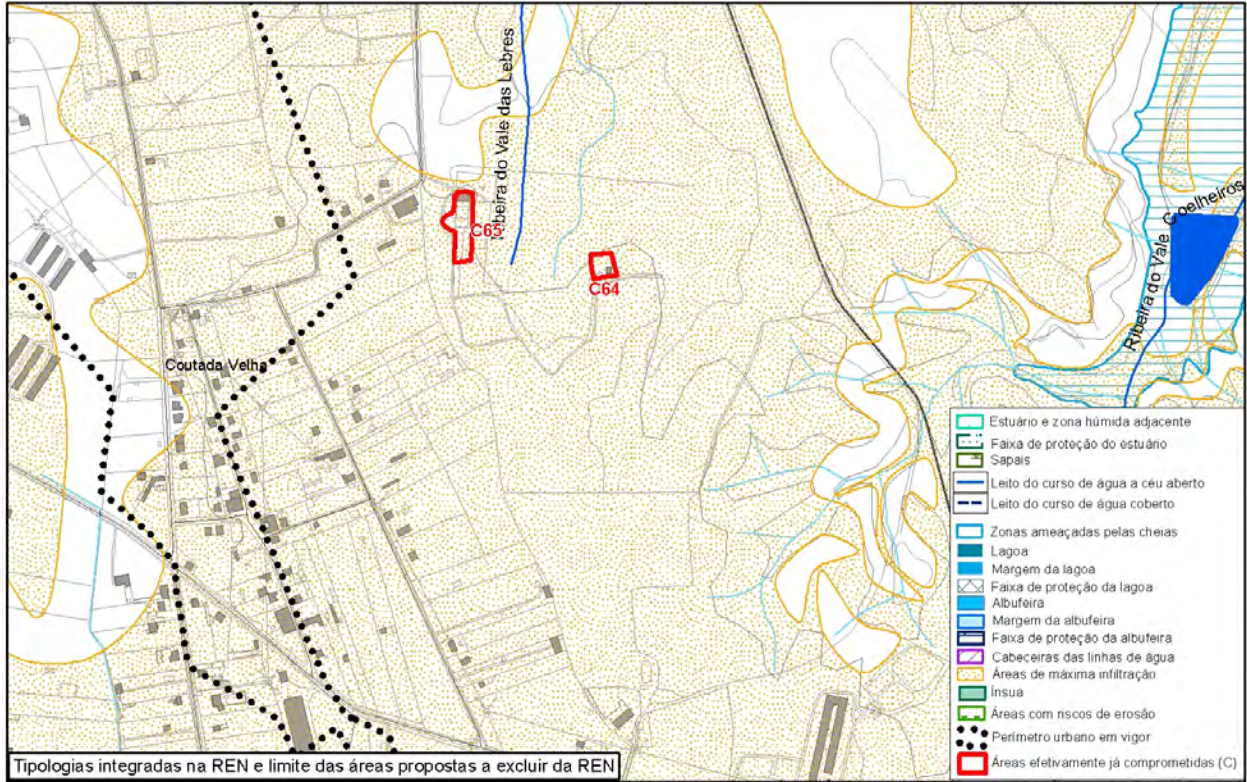 Ribeira do Vale das Lebres
C65
C64
Coutada Velha
Ribeira do Vale Coelheiros
Estuário e zona húmida adjacente
Faixa de proteção do estuário
Sapais
Leito do curso de água a céu aberto
Leito do curso de água coberto
Zonas ameaçadas pelas cheias
Lagoa
Margem da lagoa
Faixa de proteção da lagoa
Albufeira
Margem da albufeira
Faixa de proteção da albufeira
Cabeceiras das linhas de água
Áreas de máxima infiltração
Ínsua
Áreas com riscos de erosão
Perímetro urbano em vigor
Áreas efetivamente já comprometidas (C)
Tipologias integradas na REN e limite das áreas propostas a excluir da REN